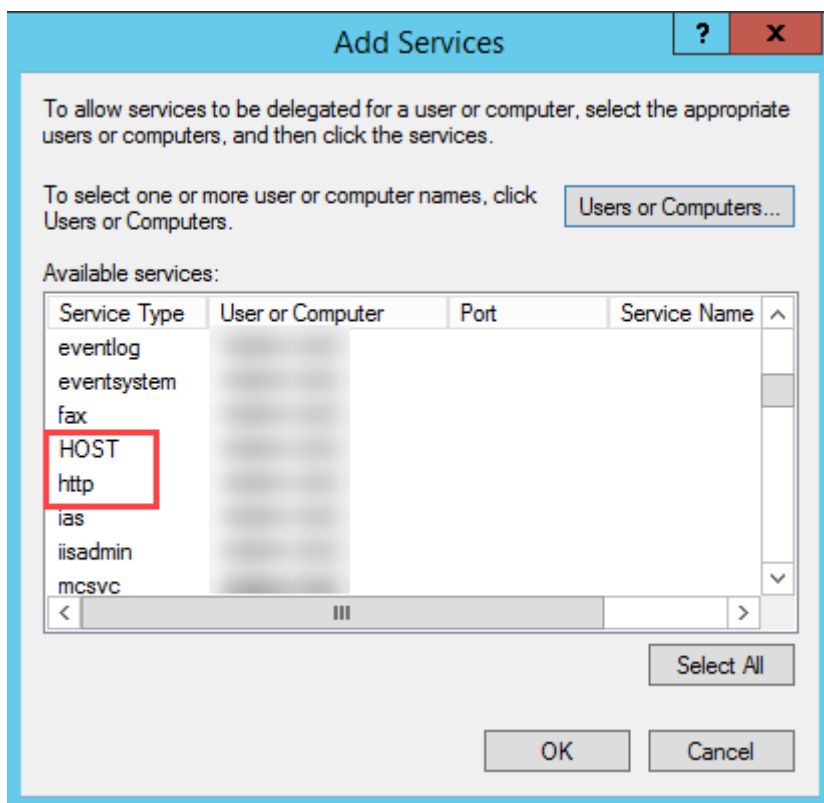 Add Services
?
x
To allow services to be delegated for a user or computer, select the appropriate
users or computers, and then click the services.
To select one or more user or computer names, click
Users or Computers.
Users or Computers...
Available services:
Service Type User or Computer Port Service Name
eventlog
eventsystem
fax
HOST
http
ias
iisadmin
mcsvc
Select All
OK Cancel